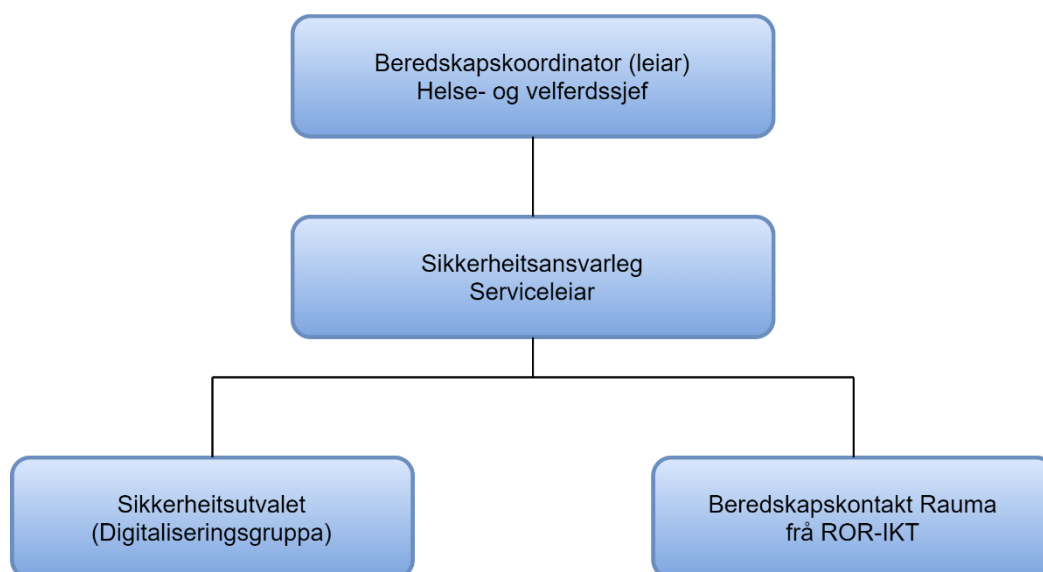 Beredskapskoordinator (leiar)
Helse- og velferdssjef
Sikkerheitsansvarleg
Serviceleiar
Sikkerheitsutvalet
(Digitaliseringsgruppa)
Beredskapskontakt Rauma
frå ROR-IKT